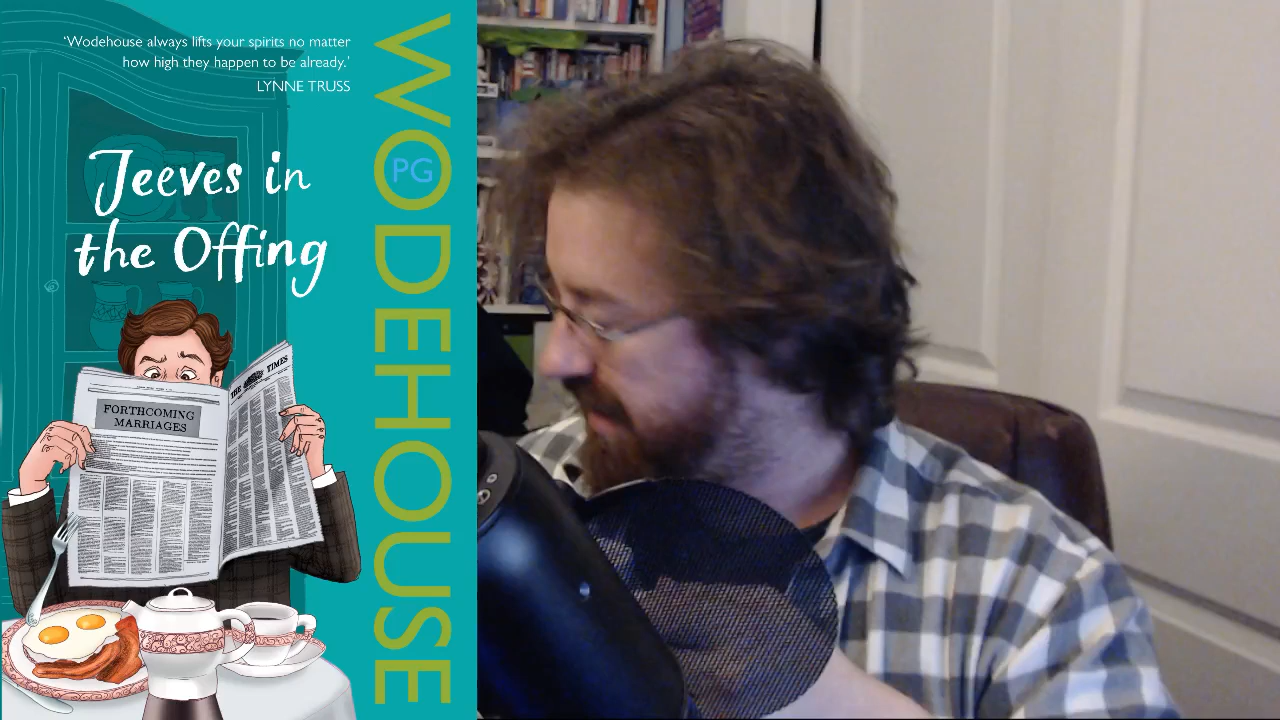 ‘Wodehouse always lifts your spirits no matter
how high they happen to be already.’
LYNNE TRUSS
Jeeves in
the Offing
PG
WODEHOUSE
FORTHCOMING
MARRIAGES
THE TIMES